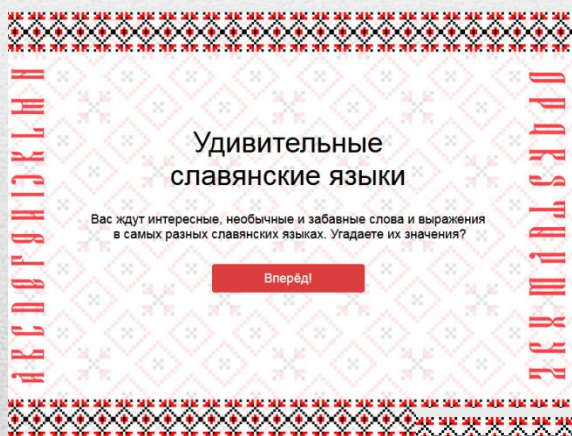 Удивительные
славянские языки
Вас ждут интересные, необычные и забавные слова и выражения
в самых разных славянских языках. Угадаете их значения?
Вперёд!